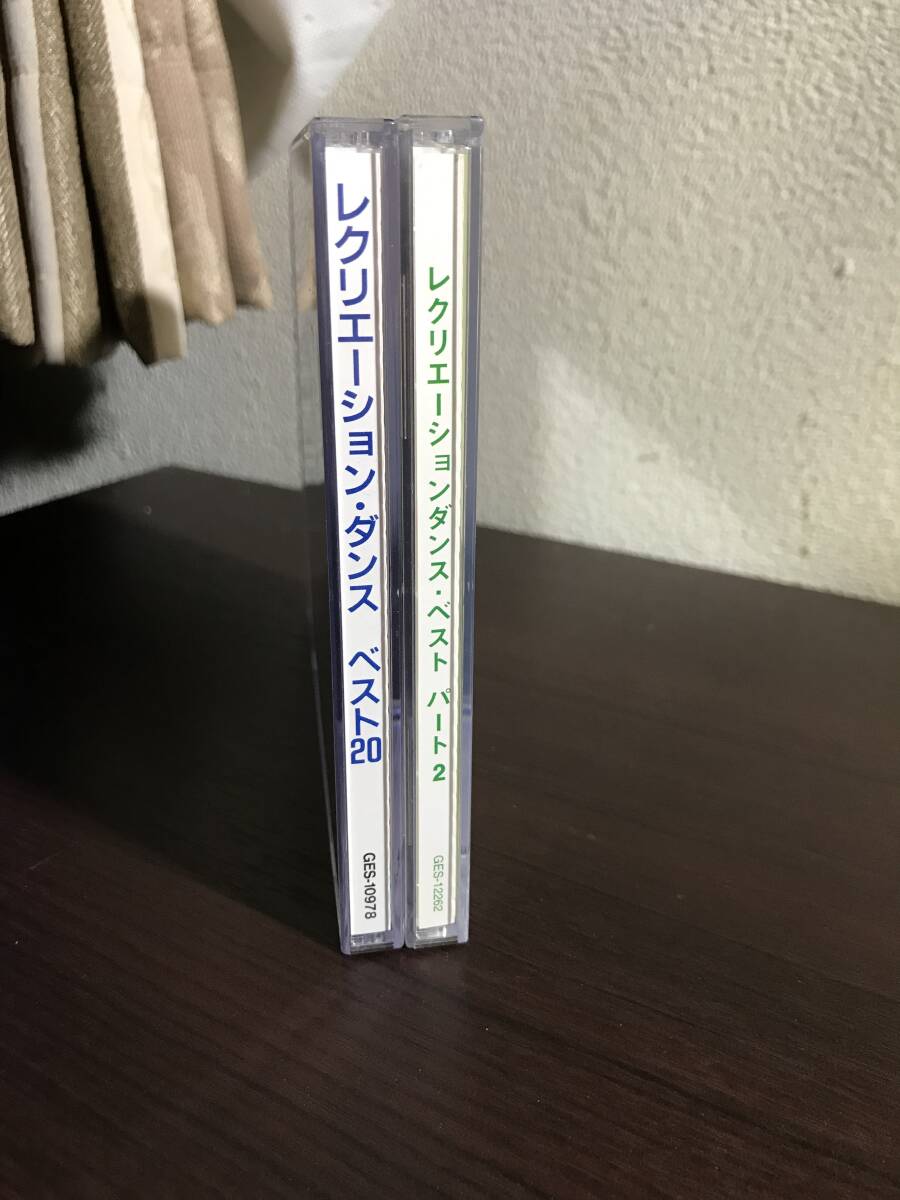 レクリエーション・ダンス ベスト20
GES-10978
レクリエーションダンス・ベスト パート2
GES-12262